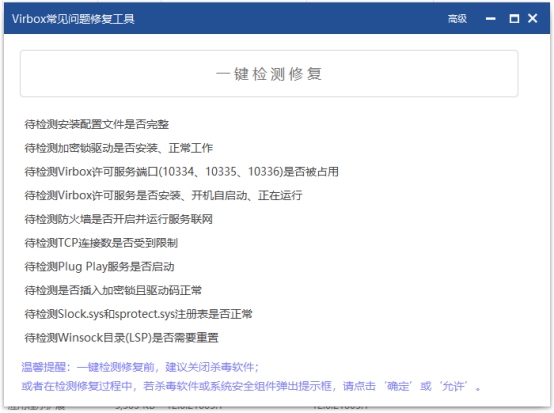 Virbox常见问题修复工具
高级
一键检测修复
待检测安装配置文件是否完整
待检测加密锁驱动是否安装、正常工作
待检测Virbox许可服务端口(10334、10335、10336)是否被占用
待检测Virbox许可服务是否安装、开机自启动、正在运行
待检测防火墙是否开启并运行服务联网
待检测TCP连接数是否受到限制
待检测Plug Play服务是否启动
待检测是否插入加密锁且驱动码正常
待检测Slock.sys和sprotect.sys注册表是否正常
待检测Winsock目录(LSP)是否需要重置
温馨提醒：一键检测修复前，建议关闭杀毒软件；
或者在检测修复过程中，若杀毒软件或系统安全组件弹出提示框，请点击‘确定’或‘允许’。